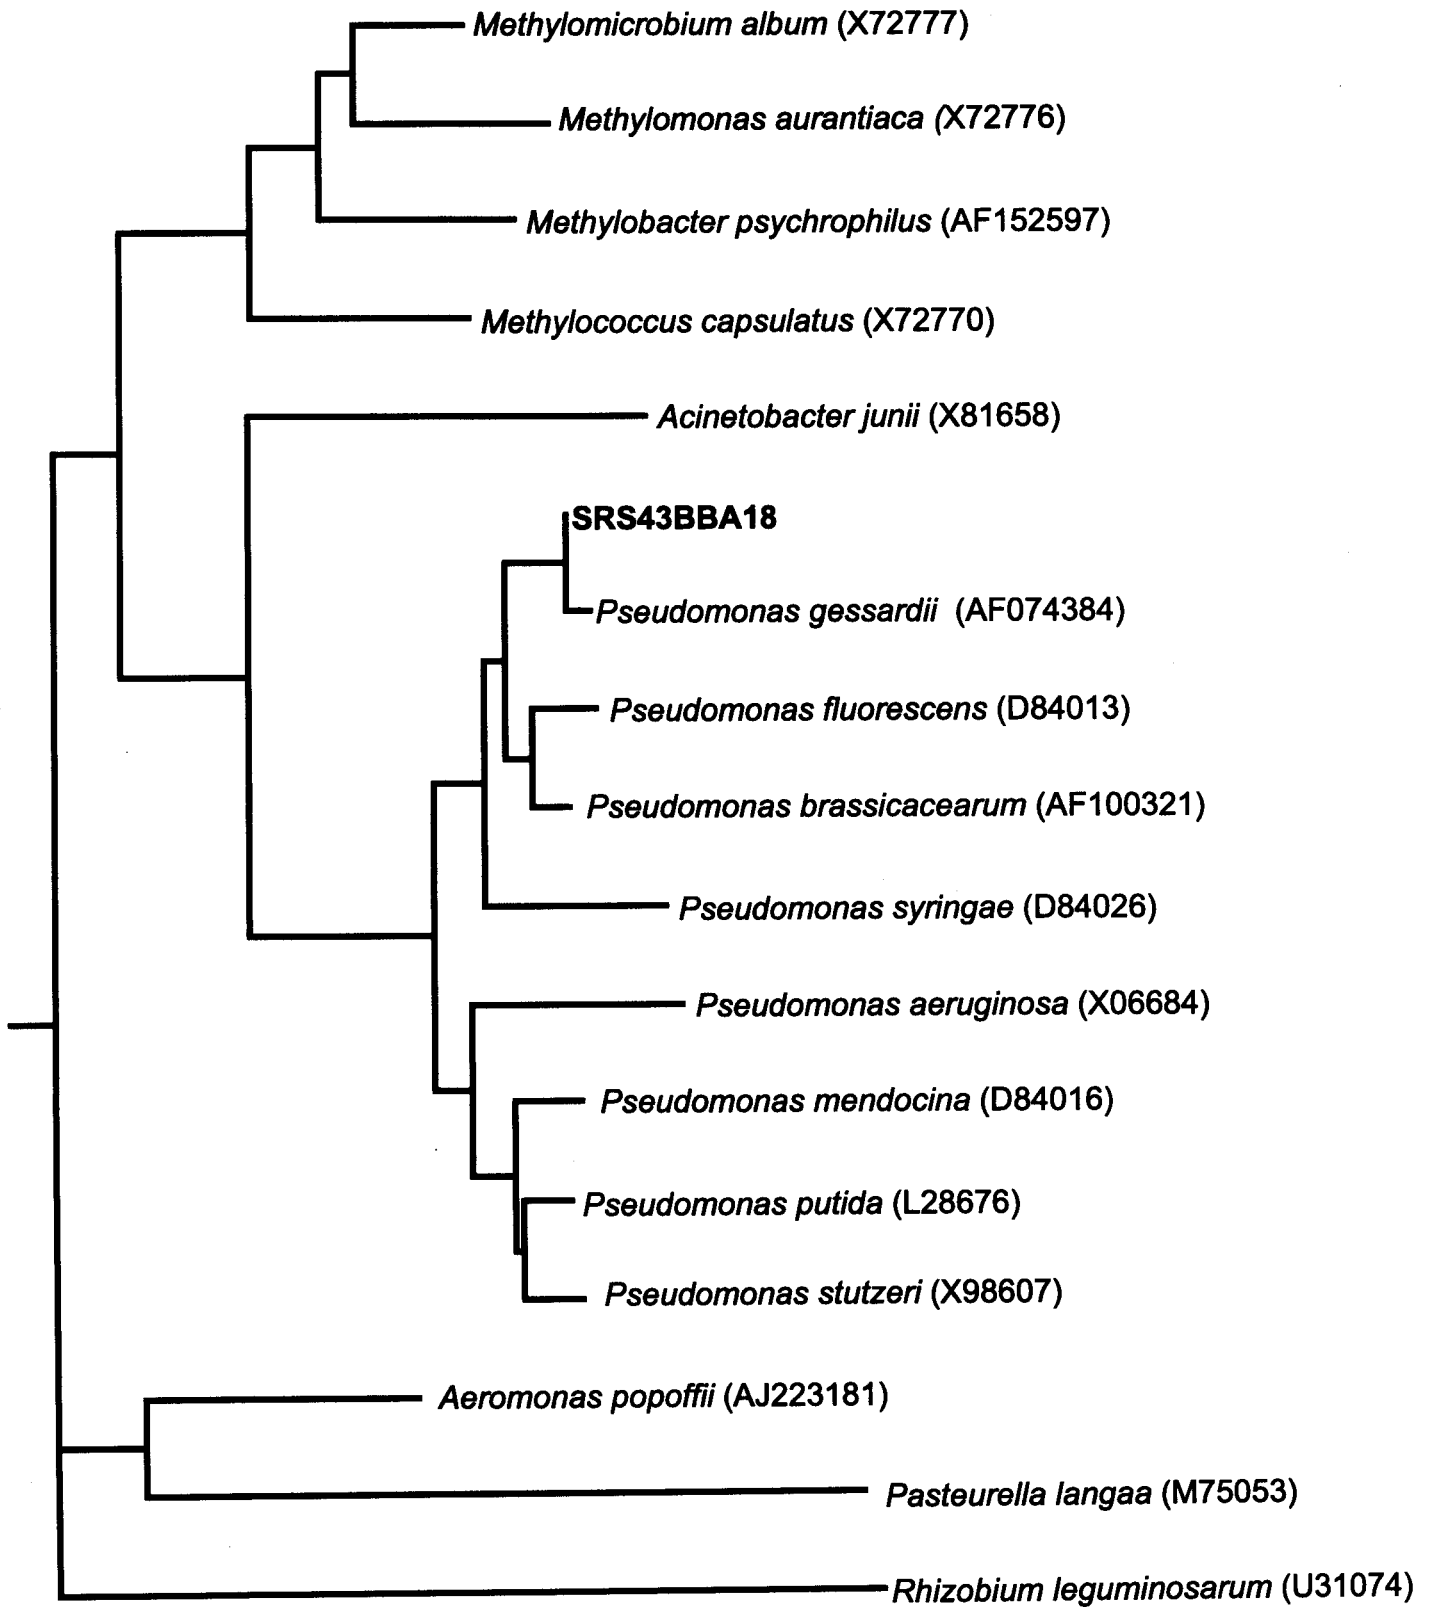 Methylomicrobium album (X72777)
Methylomonas aurantiaca (X72776)
Methylobacter psychrophilus (AF152597)
Methylococcus capsulatus (X72770)
Acinetobacter junii (X81658)
SRS43BBA18
Pseudomonas gessardii (AF074384)
Pseudomonas fluorescens (D84013)
Pseudomonas brassicacearum (AF100321)
Pseudomonas syringae (D84026)
Pseudomonas aeruginosa (X06684)
Pseudomonas mendocina (D84016)
Pseudomonas putida (L28676)
Pseudomonas stutzeri (X98607)
Aeromonas popoffii (AJ223181)
Pasteurella langaa (M75053)
Rhizobium leguminosarum (U31074)